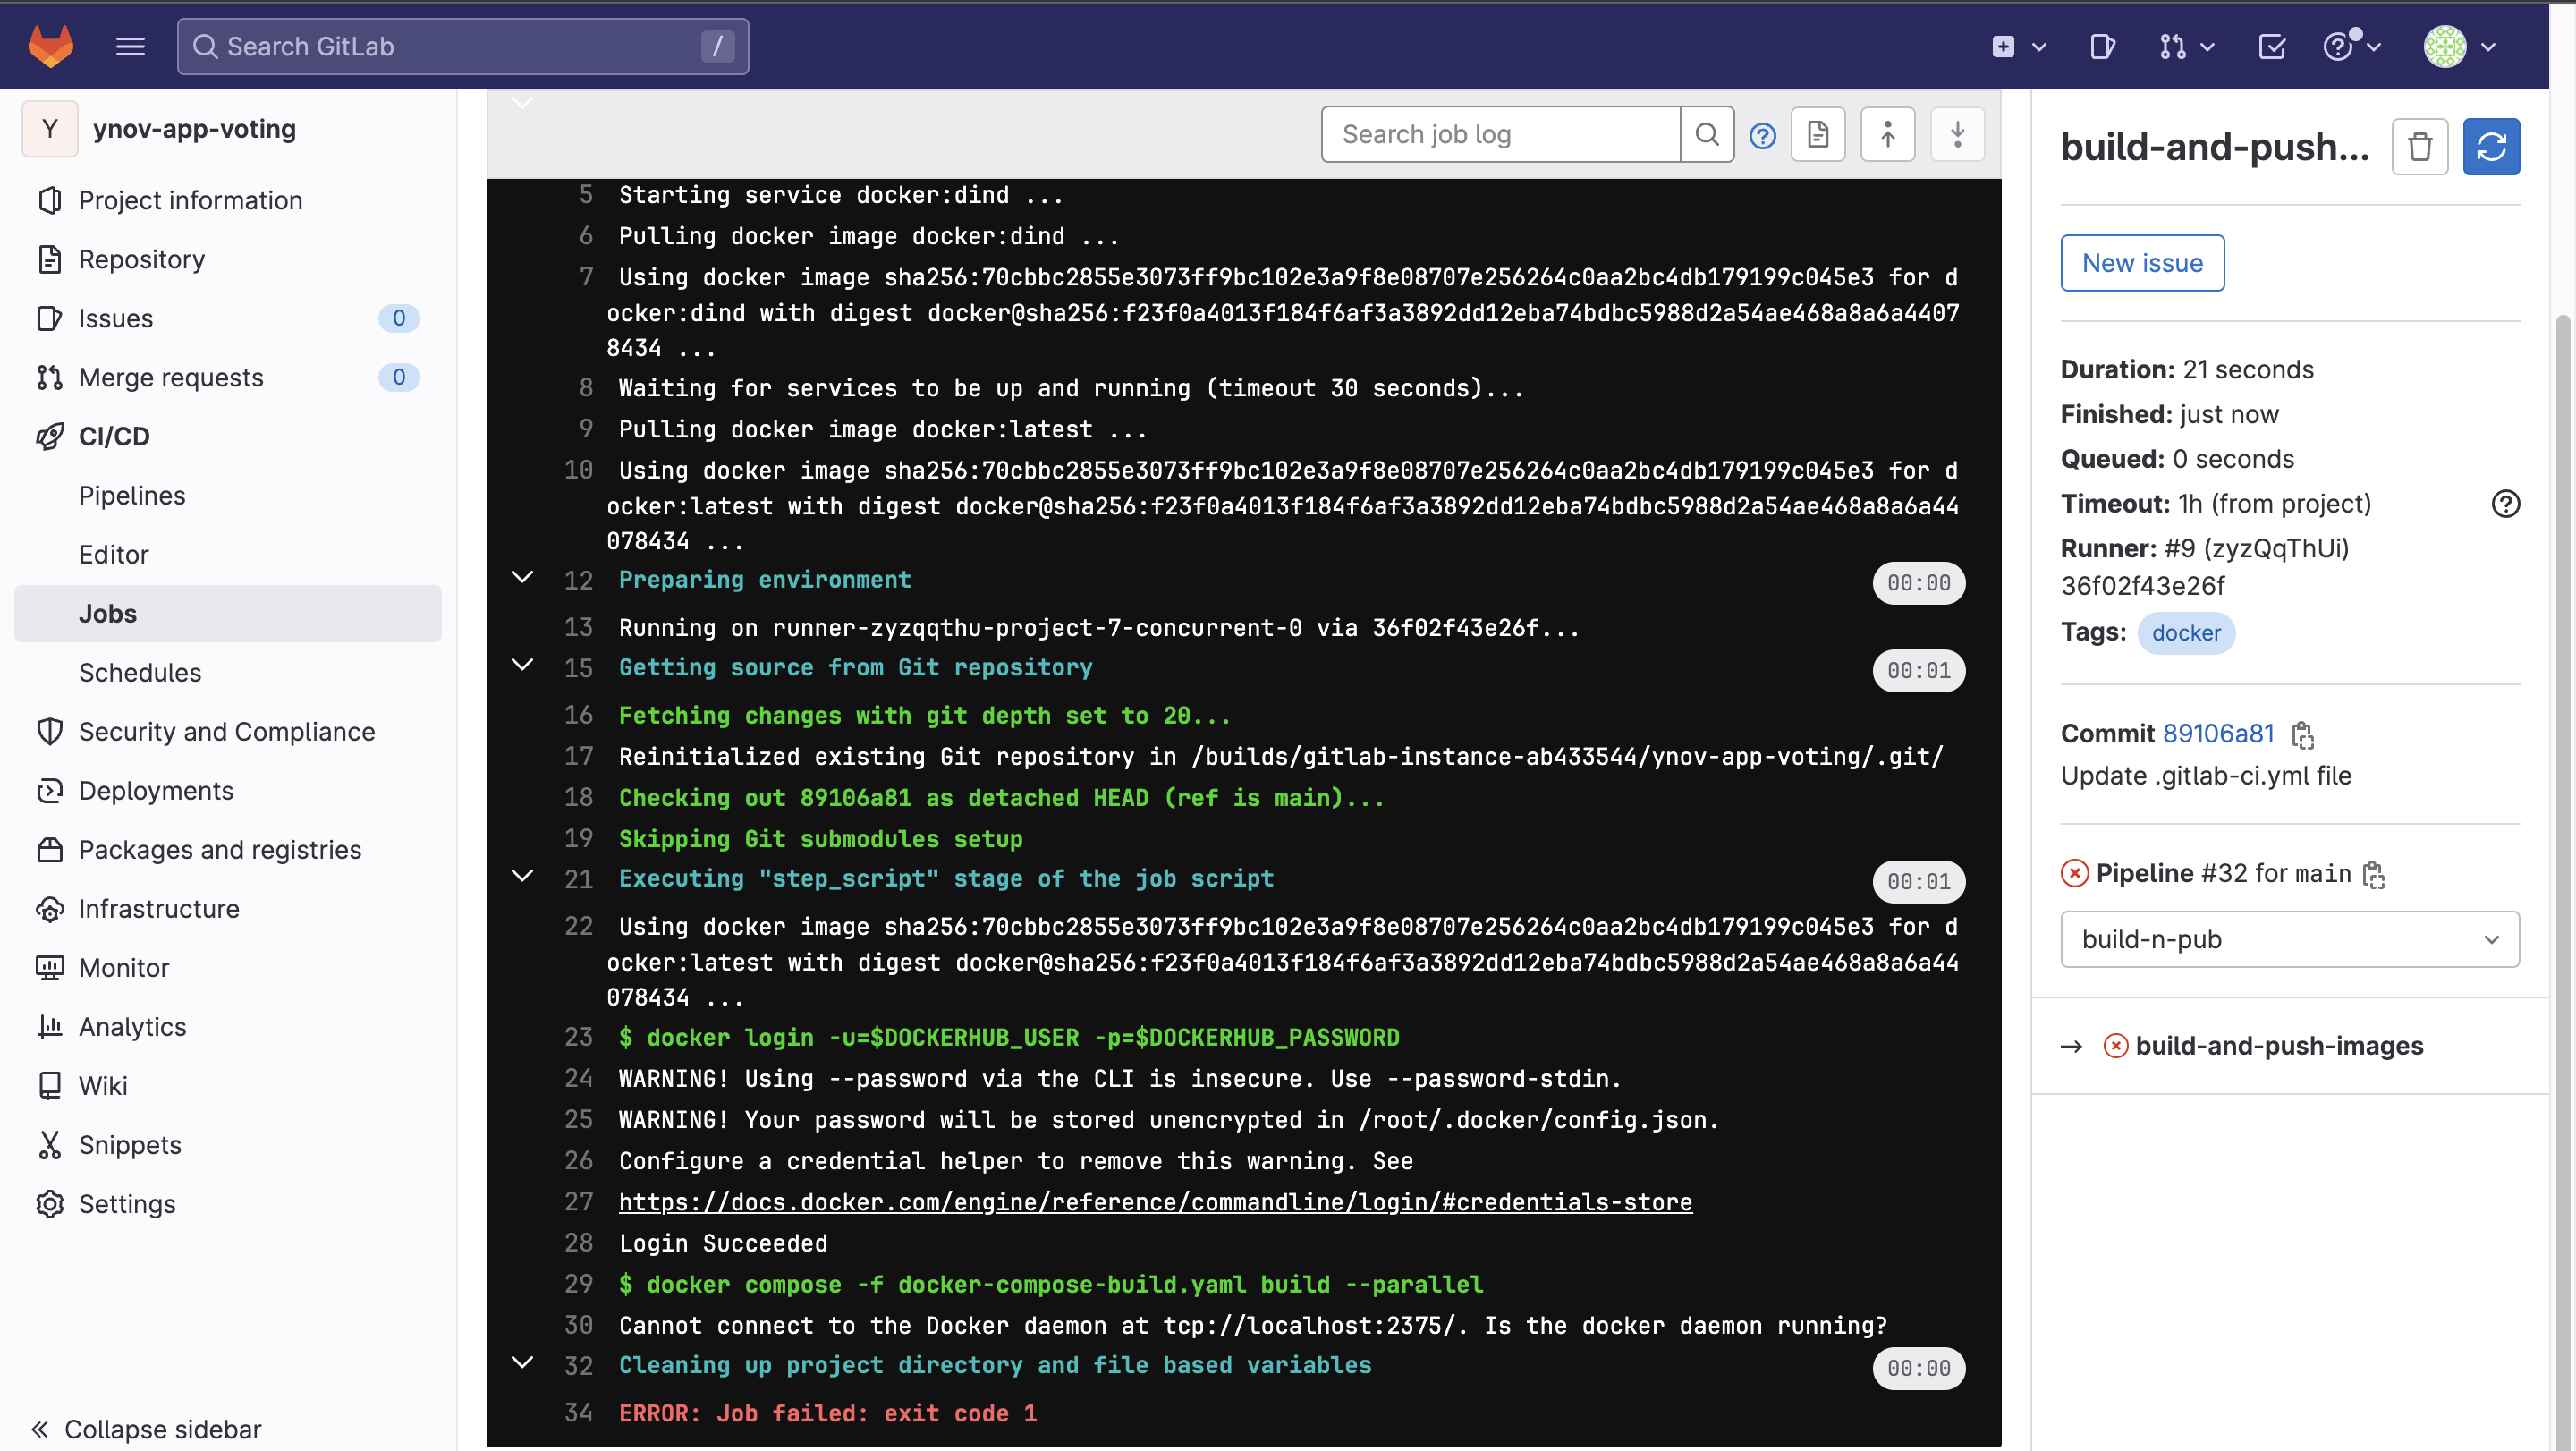 Search GitLab
/
Y
ynov-app-voting
Project information
Repository
Issues
0
Merge requests
0
CI/CD
Pipelines
Editor
Jobs
Schedules
Security and Compliance
Deployments
Packages and registries
Infrastructure
Monitor
Analytics
Wiki
Snippets
Settings
Collapse sidebar
Search job log
5 Starting service docker:dind ...
6 Pulling docker image docker:dind ...
7 Using docker image sha256:70cbbc2855e3073ff9bc102e3a9f8e08707e256264c0aa2bc4db179199c045e3 for d
ocker:dind with digest docker@sha256:f23f0a4013f184f6af3a3892dd12eba74bdbc5988d2a54ae468a8a6a4407
8434 ...
8 Waiting for services to be up and running (timeout 30 seconds)...
9 Pulling docker image docker:latest ...
10 Using docker image sha256:70cbbc2855e3073ff9bc102e3a9f8e08707e256264c0aa2bc4db179199c045e3 for d
ocker:latest with digest docker@sha256:f23f0a4013f184f6af3a3892dd12eba74bdbc5988d2a54ae468a8a6a44
078434 ...
12 Preparing environment 00:00
13 Running on runner-zyzqqthu-project-7-concurrent-0 via 36f02f43e26f...
15 Getting source from Git repository 00:01
16 Fetching changes with git depth set to 20...
17 Reinitialized existing Git repository in /builds/gitlab-instance-ab433544/ynov-app-voting/.git/
18 Checking out 89106a81 as detached HEAD (ref is main)...
19 Skipping Git submodules setup
21 Executing "step_script" stage of the job script 00:01
22 Using docker image sha256:70cbbc2855e3073ff9bc102e3a9f8e08707e256264c0aa2bc4db179199c045e3 for d
ocker:latest with digest docker@sha256:f23f0a4013f184f6af3a3892dd12eba74bdbc5988d2a54ae468a8a6a44
078434 ...
23 $ docker login -u=$DOCKERHUB_USER -p=$DOCKERHUB_PASSWORD
24 WARNING! Using --password via the CLI is insecure. Use --password-stdin.
25 WARNING! Your password will be stored unencrypted in /root/.docker/config.json.
26 Configure a credential helper to remove this warning. See
27 https://docs.docker.com/engine/reference/commandline/login/#credentials-store
28 Login Succeeded
29 $ docker compose -f docker-compose-build.yaml build --parallel
30 Cannot connect to the Docker daemon at tcp://localhost:2375/. Is the docker daemon running?
32 Cleaning up project directory and file based variables 00:00
34 ERROR: Job failed: exit code 1
build-and-push...
New issue
Duration: 21 seconds
Finished: just now
Queued: 0 seconds
Timeout: 1h (from project)
Runner: #9 (zyzQqThUi)
36f02f43e26f
Tags: docker
Commit 89106a81
Update .gitlab-ci.yml file
Pipeline #32 for main
build-n-pub
build-and-push-images